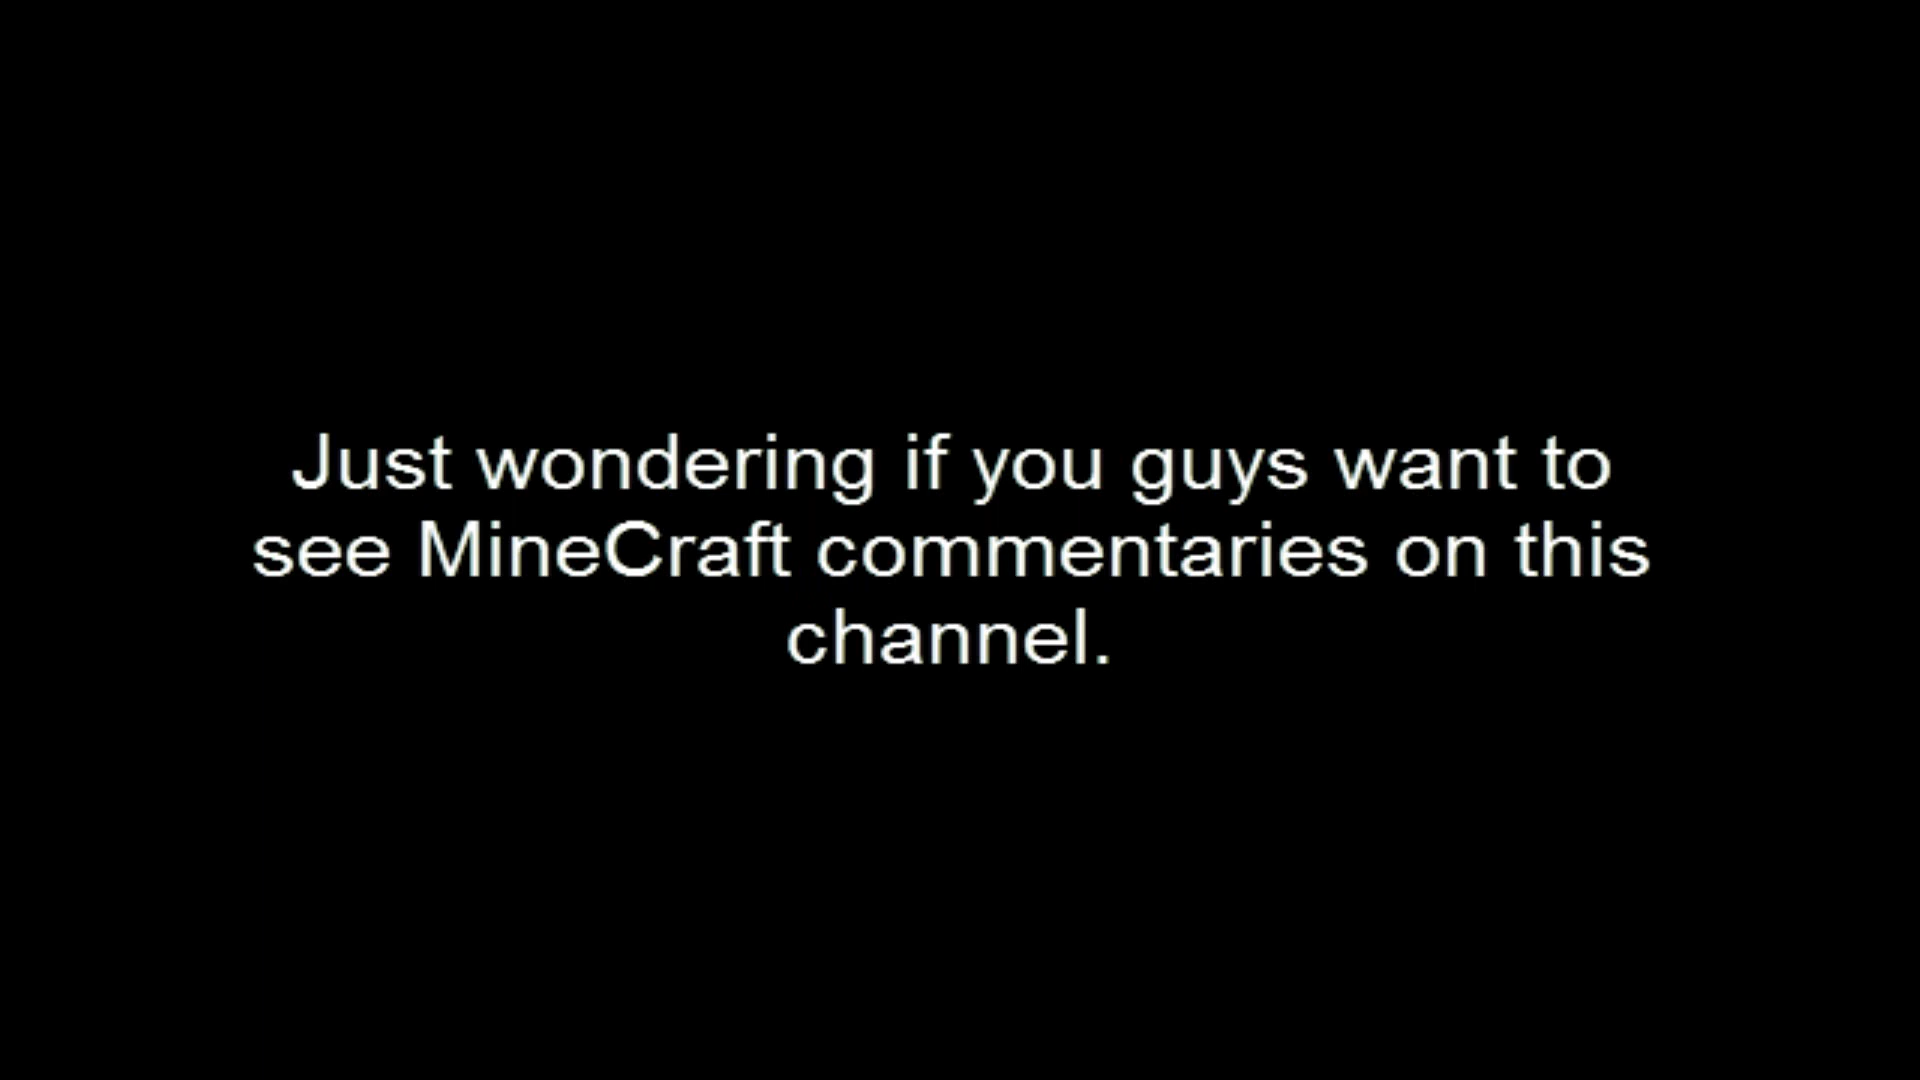 Just wondering if you guys want to
see MineCraft commentaries on this
channel.